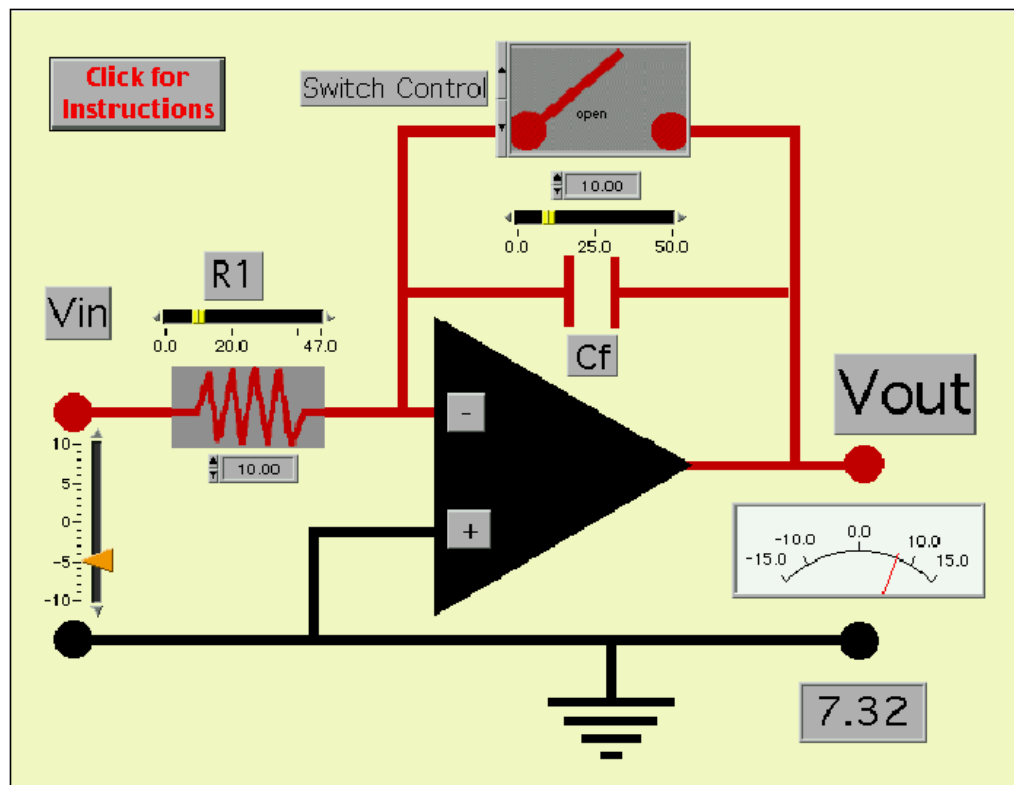 Click for
Instructions
Switch Control
open
10.00
0.0 25.0 50.0
R1
Vin
0.0 20.0 47.0
Cf
Vout
-
10.00
10
5
0
-5
-10
+
-15.0 -10.0 0.0 10.0 15.0
7.32